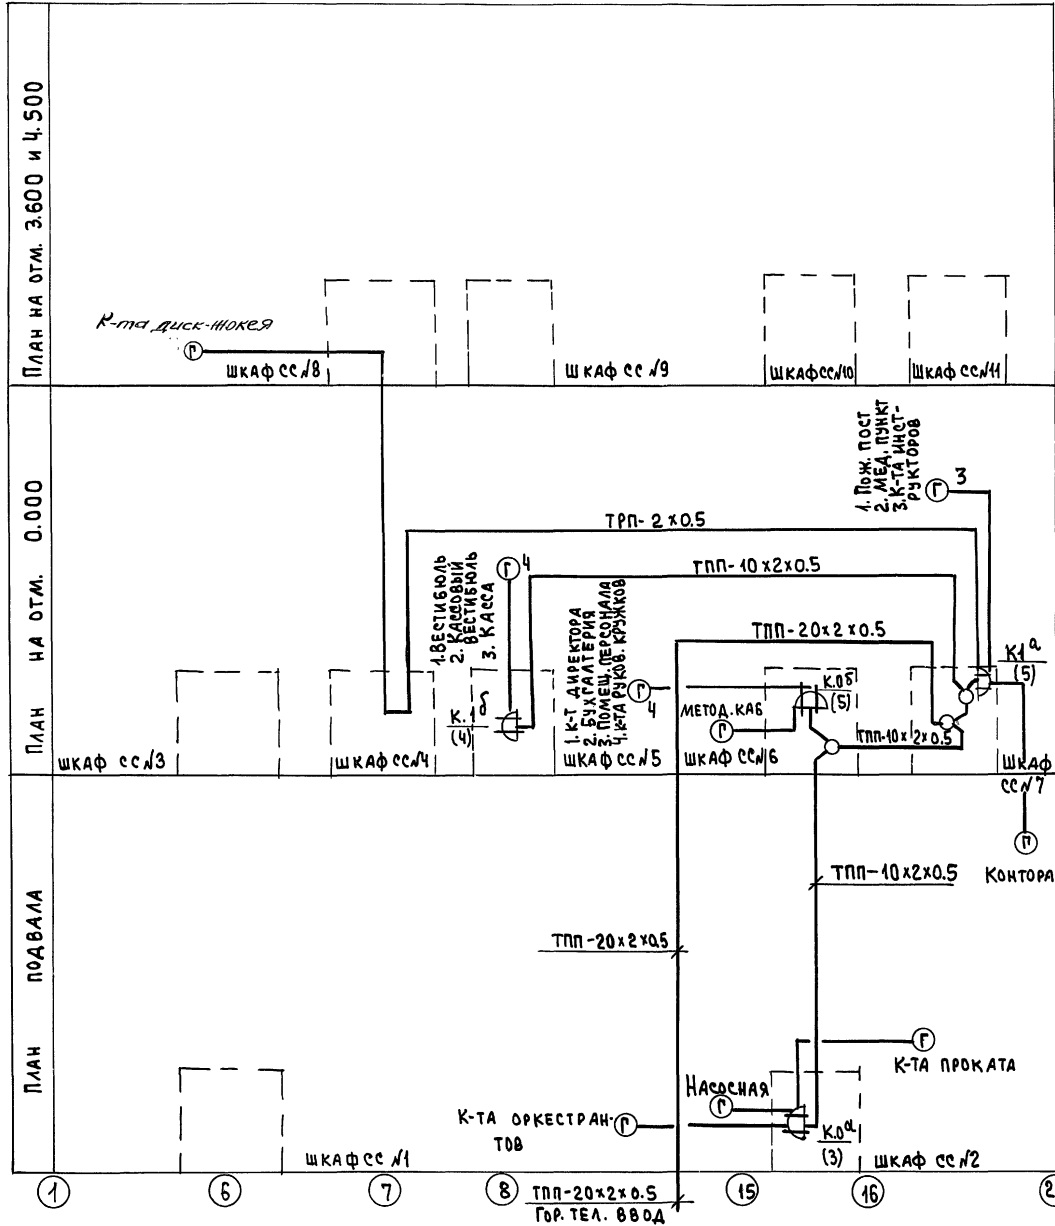 ПЛАН НА ОТМ. 3.600 и 4.500
К-та диск-жокея
Г
ШКАФ СС №8
ШКАФ СС №9
ШКАФ СС №10
ШКАФ СС №11
ПЛАН НА ОТМ. 0.000
1. ПОЖ. ПОСТ
2. МЕД. ПУНКТ
3. К-ТА ИНСТ-
РУКТОРОВ
Г 3
ТРП-2×0.5
ТПП-10×2×0.5
ТПП-20×2×0.5
1. ВЕСТИБЮЛЬ
2. КАССОВЫЙ
ВЕСТИБЮЛЬ
3. КАССА
Г 4
1. К-Т ДИРЕКТОРА
2. БУХГАЛТЕРИЯ
3. ПОМЕЩ. ПЕРСОНАЛА
4. К-ТА РУКОВ. КРУЖКОВ
Г
4
К.1б
(4)
МЕТОД. КАБ
Г
К.0б
(5)
К1а
(5)
ТПП-10×2×0.5
ШКАФ СС №3
ШКАФ СС №4
ШКАФ СС №5
ШКАФ СС №6
ШКАФ
СС №7
Г
КОНТОРА
ПЛАН ПОДВАЛА
ТПП-10×2×0.5
ТПП-20×2×0.5
Г
К-ТА ПРОКАТА
НАСОСНАЯ
Г
К-ТА ОРКЕСТРАН-
ТОВ
Г
К.0а
(3)
ШКАФ СС №1
ШКАФ СС №2
1
6
7
8
ТПП-20×2×0.5
ГОР. ТЕЛ. ВВОД
15
16
2